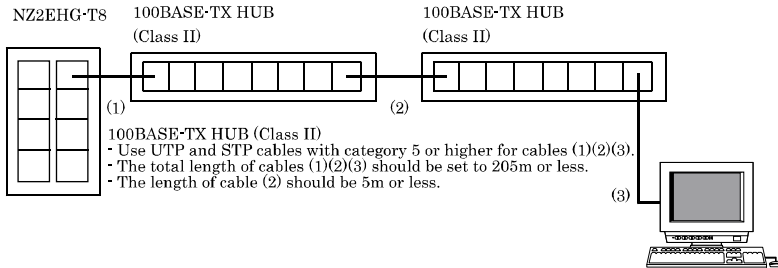 NZ2EHG-T8
100BASE-TX HUB
(Class II)
100BASE-TX HUB
(Class II)
(1)
(2)
100BASE-TX HUB (Class II)
- Use UTP and STP cables with category 5 or higher for cables (1)(2)(3).
- The total length of cables (1)(2)(3) should be set to 205m or less.
- The length of cable (2) should be 5m or less.
(3)